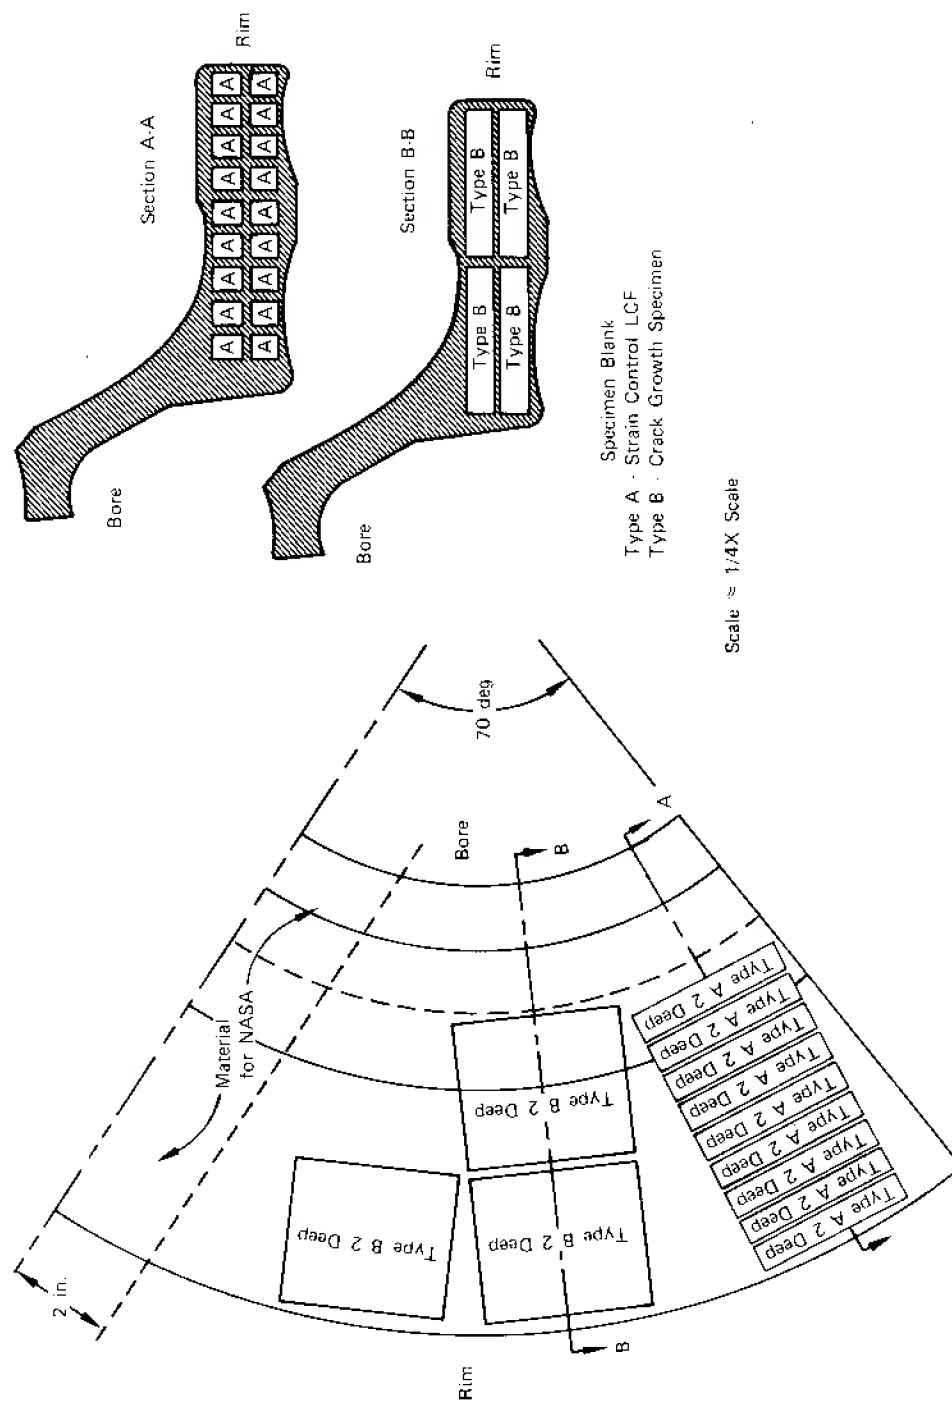 2 in.
Material
for NASA
70 deg
Bore
Rim
Type B 2 Deep
Type B 2 Deep
Type B 2 Deep
B
B
Type A 2 Deep
Type A 2 Deep
Type A 2 Deep
Type A 2 Deep
Type A 2 Deep
Type A 2 Deep
Type A 2 Deep
Type A 2 Deep
Type A 2 Deep
A
Section A-A
A A A A A A A A A
A A A A A A A A A
Bore
Rim
Section B-B
Type B Type B
Type B Type B
Bore
Rim
Specimen Blank
Type A - Strain Control LCF
Type B - Crack Growth Specimen
Scale ≈ 1/4X Scale